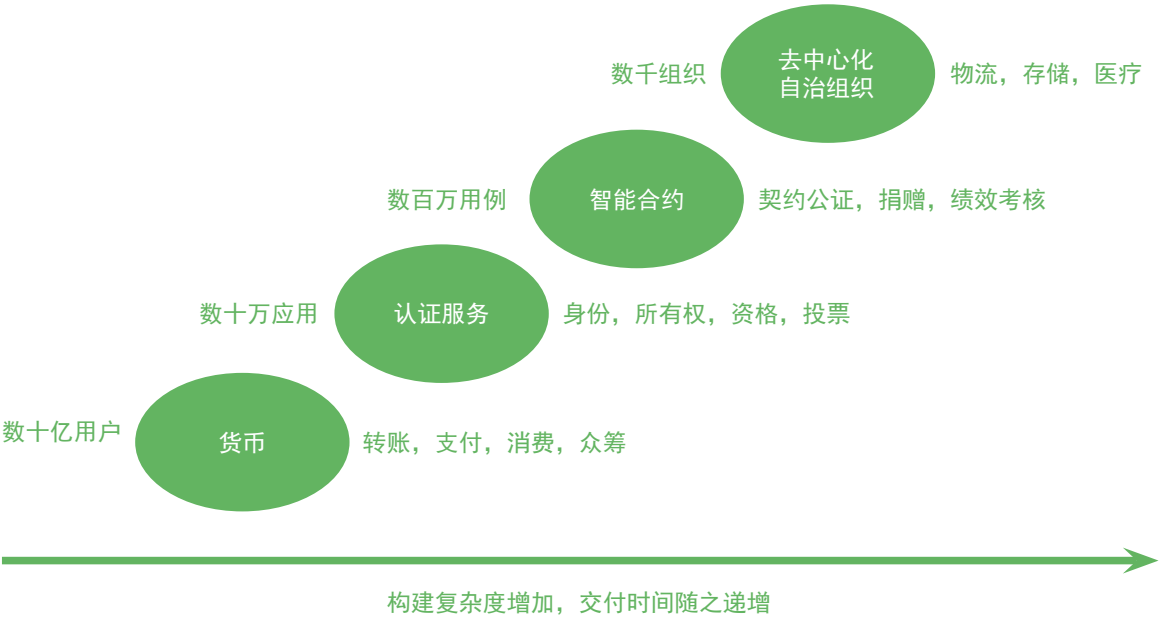 去中心化
自治组织
数千组织
物流，存储，医疗
数百万用例
智能合约
契约公证，捐赠，绩效考核
数十万应用
认证服务
身份，所有权，资格，投票
数十亿用户
货币
转账，支付，消费，众筹
构建复杂度增加，交付时间随之递增